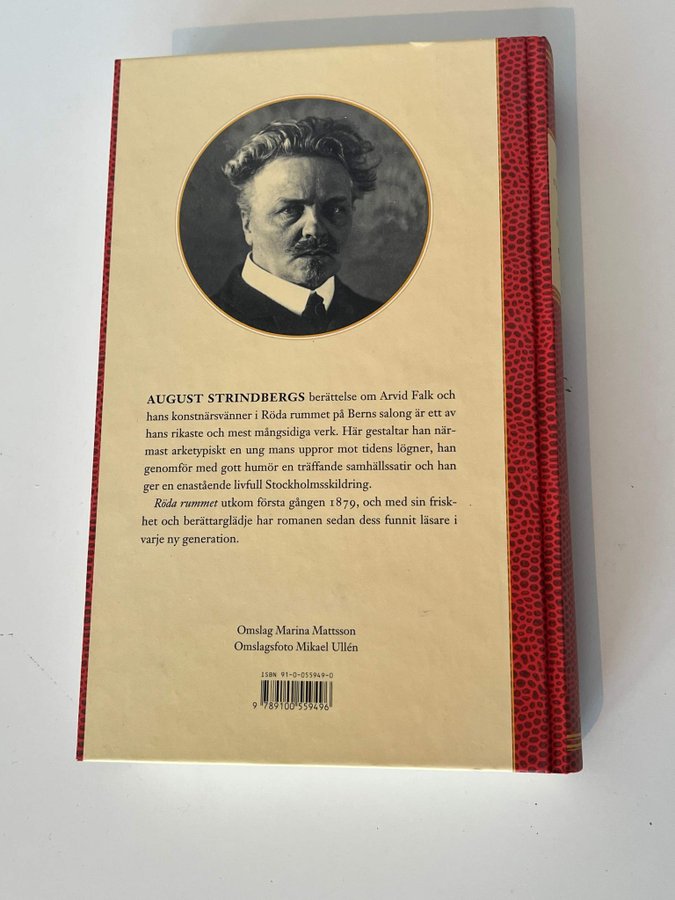 AUGUST STRINDBERGS berättelse om Arvid Falk och
hans konstnärsvänner i Röda rummet på Berns salong är ett av
hans rikaste och mest mångsidiga verk. Här gestaltar han när-
mast arketypiskt en ung mans uppror mot tidens lögner, han
genomför med gott humör en träffande samhällssatir och han
ger en enastående livfull Stockholmsskildring.
Röda rummet utkom första gången 1879, och med sin frisk-
het och berättarglädje har romanen sedan dess funnit läsare i
varje ny generation.
Omslag Marina Mattsson
Omslagsfoto Mikael Ullén
ISBN 91-0-055949-0
9 789100 559496